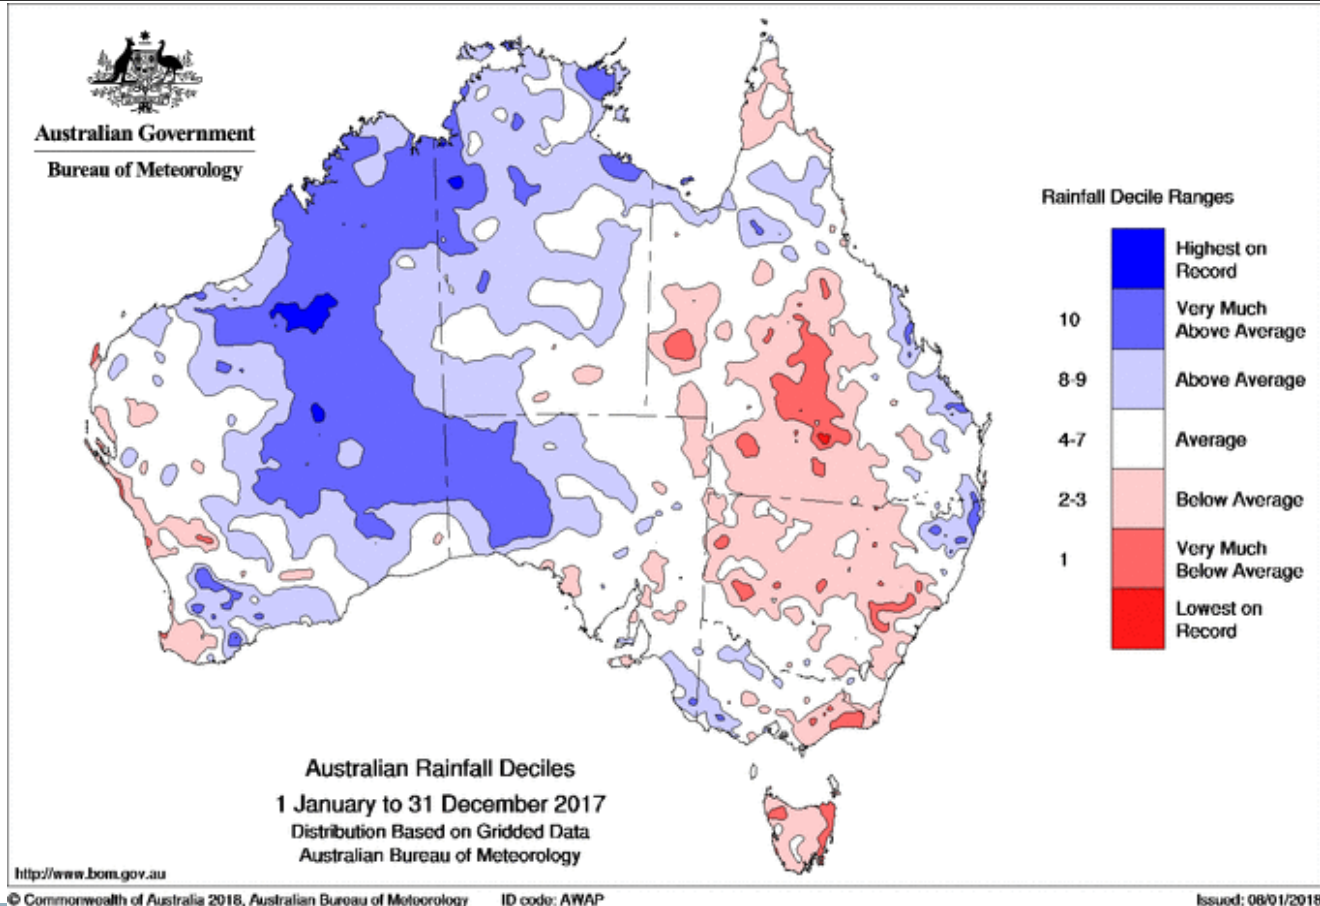 Australian Government
Bureau of Meteorology
Rainfall Decile Ranges
Highest on
Record
10
Very Much
Above Average
8-9
Above Average
4-7
Average
2-3
Below Average
1
Very Much
Below Average
Lowest on
Record
Australian Rainfall Deciles
1 January to 31 December 2017
Distribution Based on Gridded Data
Australian Bureau of Meteorology
http://www.bom.gov.au
© Commonwealth of Australia 2018, Australian Bureau of Meteorology ID code: AWAP Issued: 08/01/2018